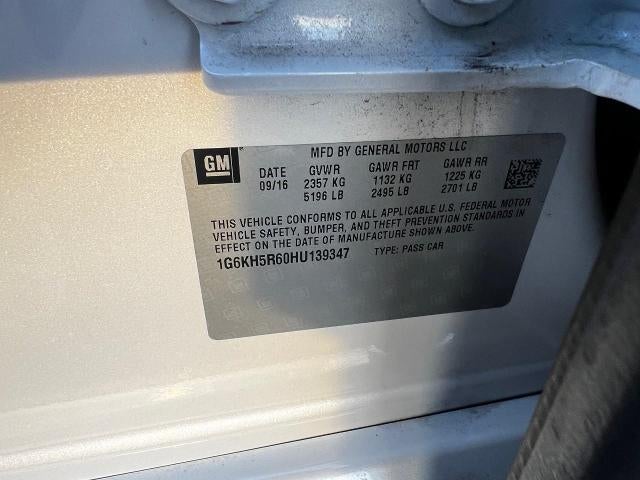 GM
MFD BY GENERAL MOTORS LLC
DATE GVWR GAWR FRT GAWR RR
09/16 2357 KG 1132 KG 1225 KG
5196 LB 2495 LB 2701 LB
THIS VEHICLE CONFORMS TO ALL APPLICABLE U.S. FEDERAL MOTOR
VEHICLE SAFETY, BUMPER, AND THEFT PREVENTION STANDARDS IN
EFFECT ON THE DATE OF MANUFACTURE SHOWN ABOVE.
1G6KH5R60HU139347 TYPE: PASS CAR